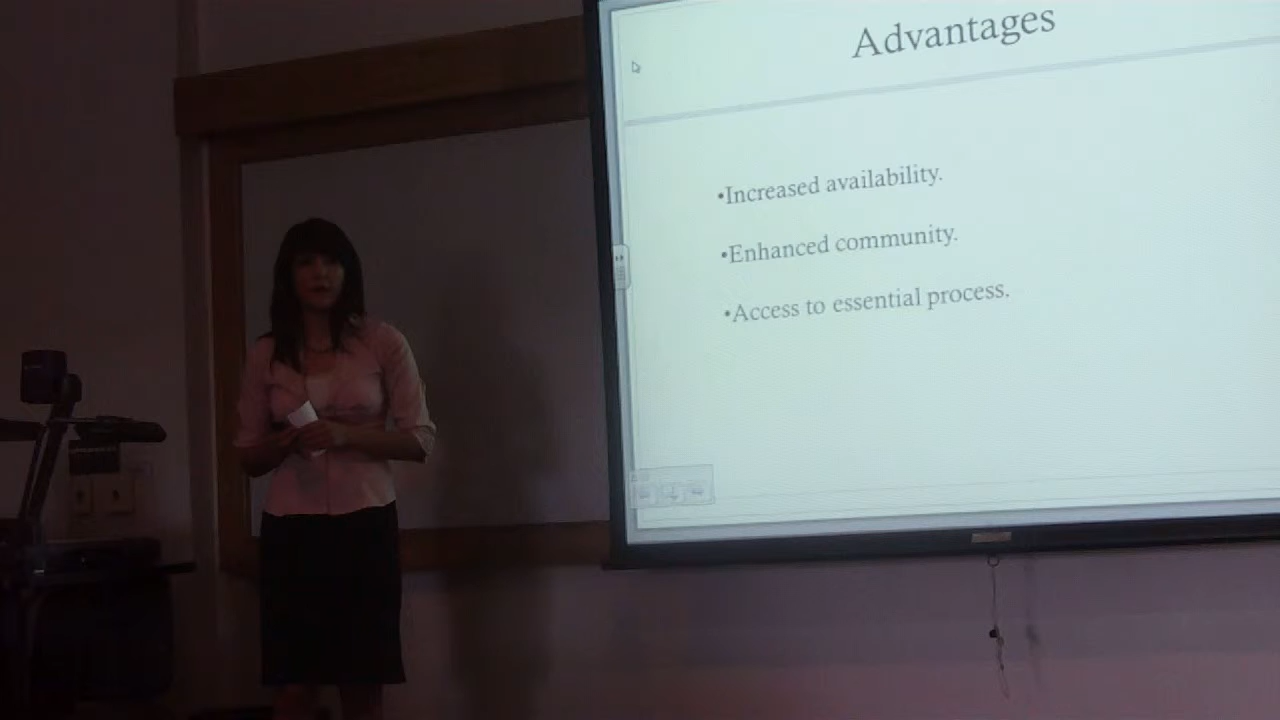 Advantages
•Increased availability.
•Enhanced community.
•Access to essential process.